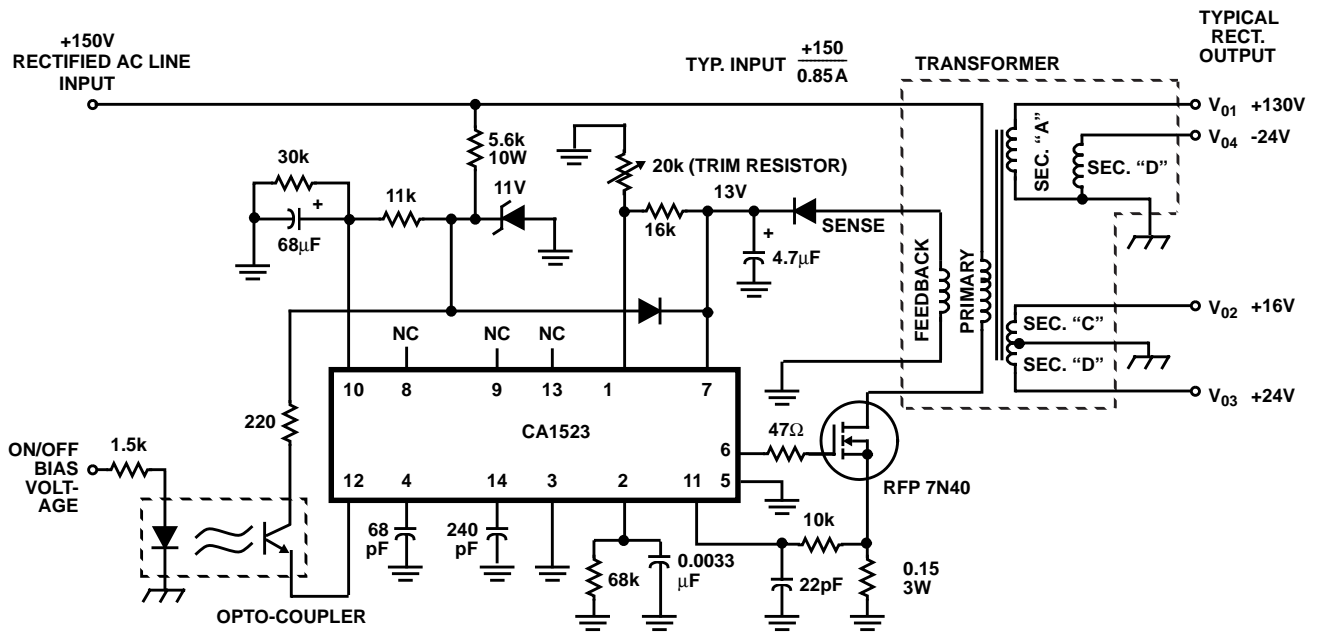 +150V
RECTIFIED AC LINE
INPUT
TYP. INPUT +150
0.85A
TRANSFORMER
TYPICAL
RECT.
OUTPUT
V01 +130V
V04 -24V
SEC. "A"
SEC. "D"
5.6k
10W
30k
20k (TRIM RESISTOR)
11k
11V
13V
+
68µF
16k
+
4.7µF
SENSE
FEEDBACK
PRIMARY
V02 +16V
SEC. "C"
SEC. "D"
V03 +24V
NC
NC
NC
10
8
9
13
1
7
CA1523
220
6
47Ω
5
RFP 7N40
ON/OFF
BIAS
VOLT-
AGE
1.5k
12
4
14
3
2
11
68
pF
240
pF
68k
0.0033
µF
10k
22pF
0.15
3W
OPTO-COUPLER